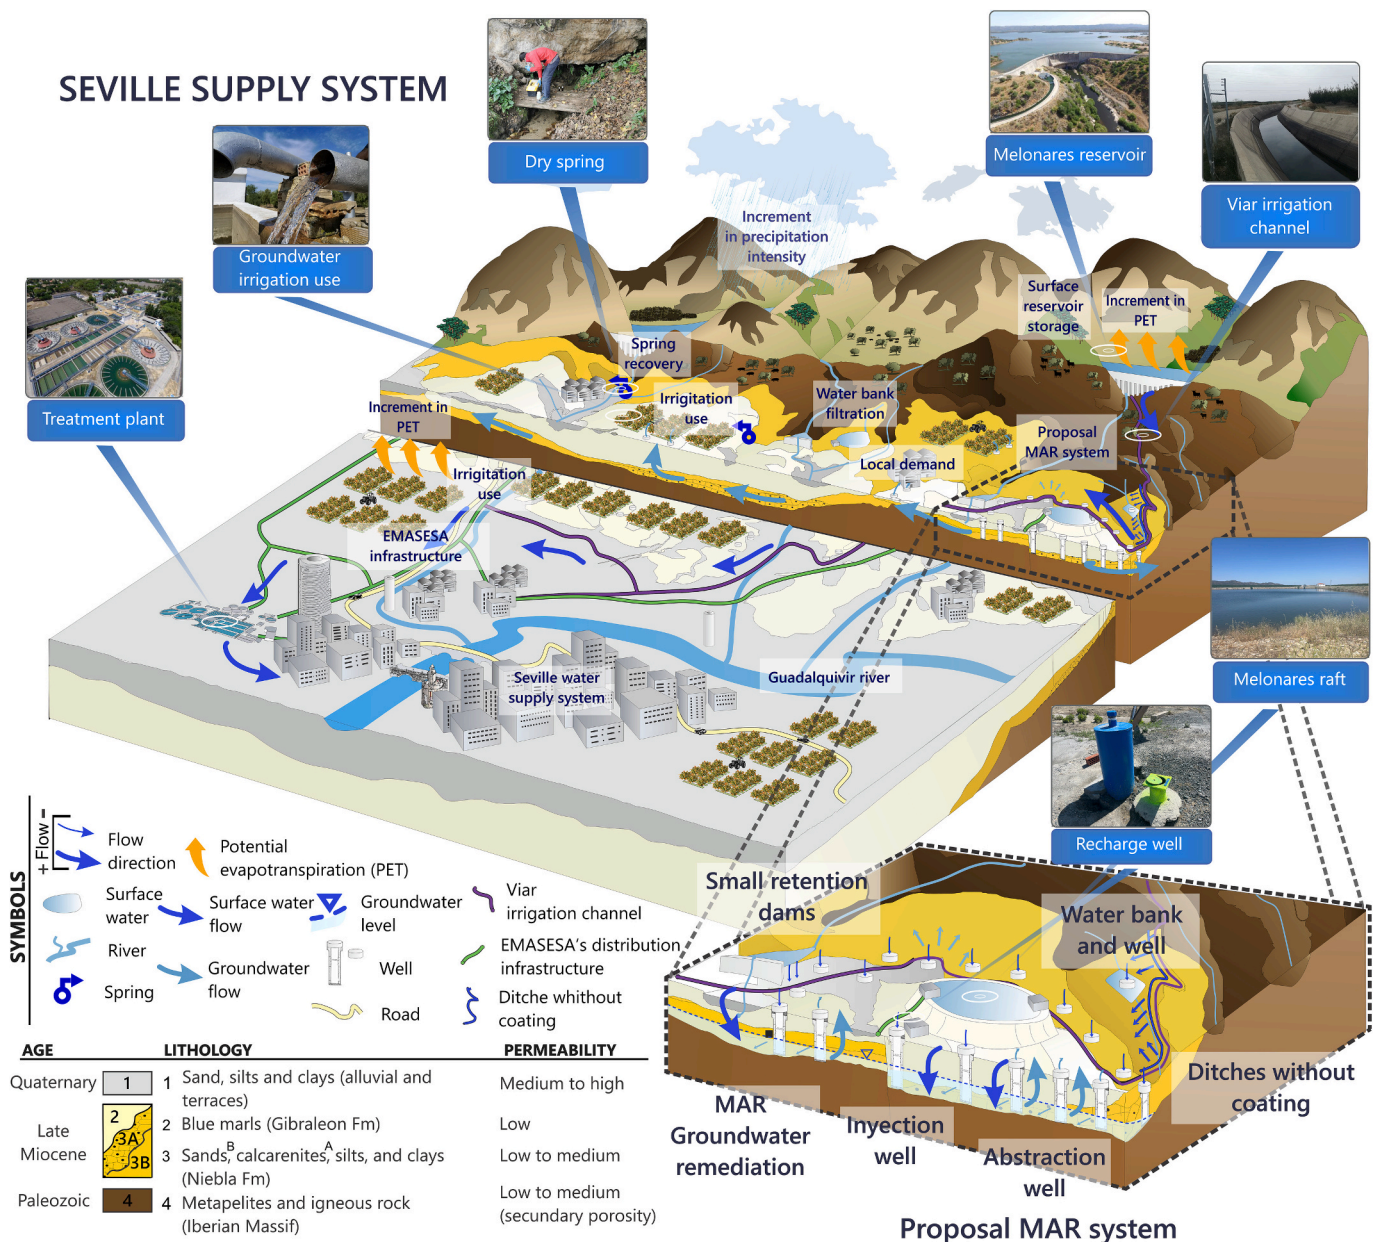 SEVILLE SUPPLY SYSTEM
Dry spring
Melonares reservoir
Viar irrigation
channel
Groundwater
irrigation use
Treatment plant
Increment
in precipitation
intensity
Surface
reservoir
storage
Increment in
PET
Spring
recovery
Irrigitation
use
Water bank
filtration
Proposal
MAR system
Local demand
Increment in
PET
Irrigitation
use
EMASESA
infrastructure
Seville water
supply system
Guadalquivir river
Melonares raft
Recharge well
SYMBOLS
+ Flow −
Flow
direction
Potential
evapotranspiration (PET)
Surface
water
Surface water
flow
Groundwater
level
Viar
irrigation channel
River
Groundwater
flow
Well
EMASESA's distribution
infrastructure
Spring
Road
Ditche whithout
coating
AGE
LITHOLOGY
PERMEABILITY
Quaternary
1
1 Sand, silts and clays (alluvial and
terraces)
Medium to high
Late
Miocene
2
3A
3B
2 Blue marls (Gibraleon Fm)
Low
3 Sands,B calcarenites,A silts, and clays
(Niebla Fm)
Low to medium
Paleozoic
4
4 Metapelites and igneous rock
(Iberian Massif)
Low to medium
(secundary porosity)
Small retention
dams
Water bank
and well
MAR
Groundwater
remediation
Inyection
well
Abstraction
well
Ditches without
coating
Proposal MAR system